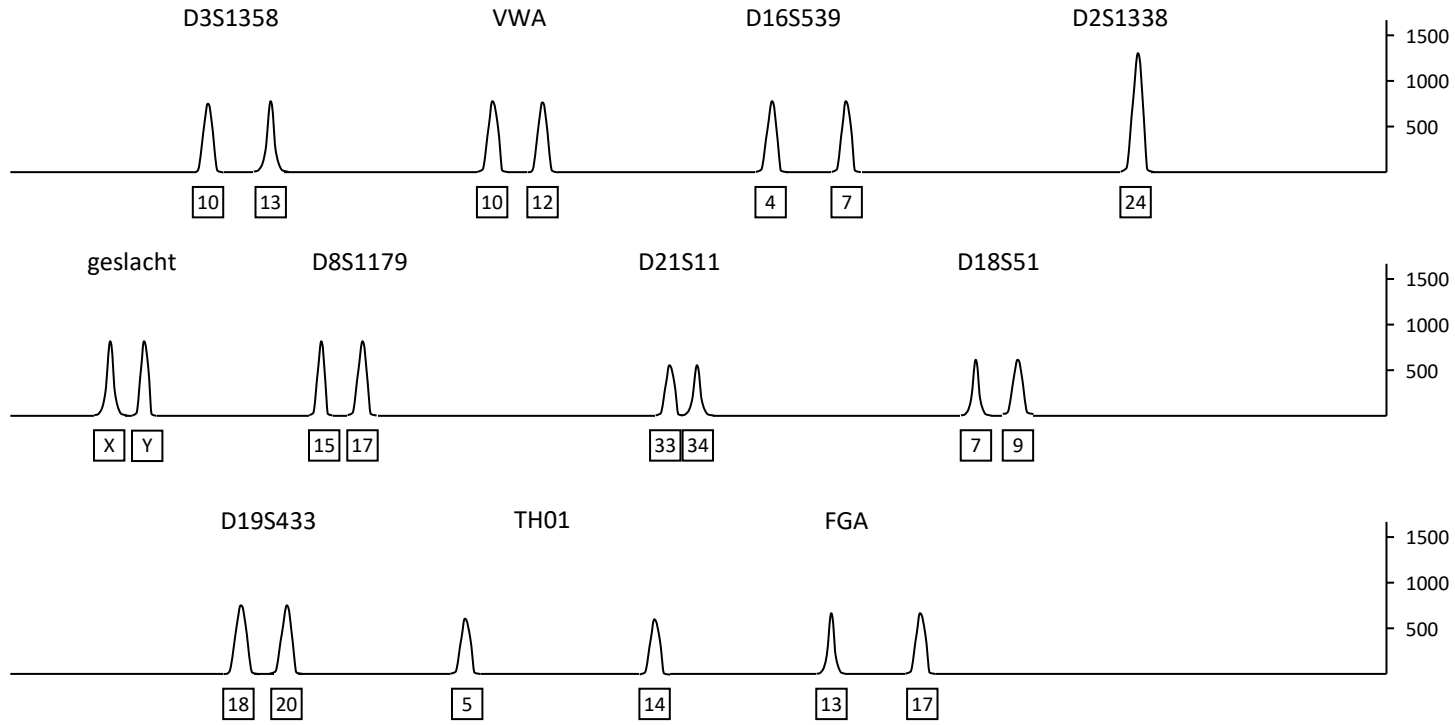 D3S1358 VWA D16S539 D2S1338
1500
1000
500
10 13 10 12 4 7 24
geslacht D8S1179 D21S11 D18S51
1500
1000
500
X Y 15 17 33 34 7 9
D19S433 TH01 FGA
1500
1000
500
18 20 5 14 13 17